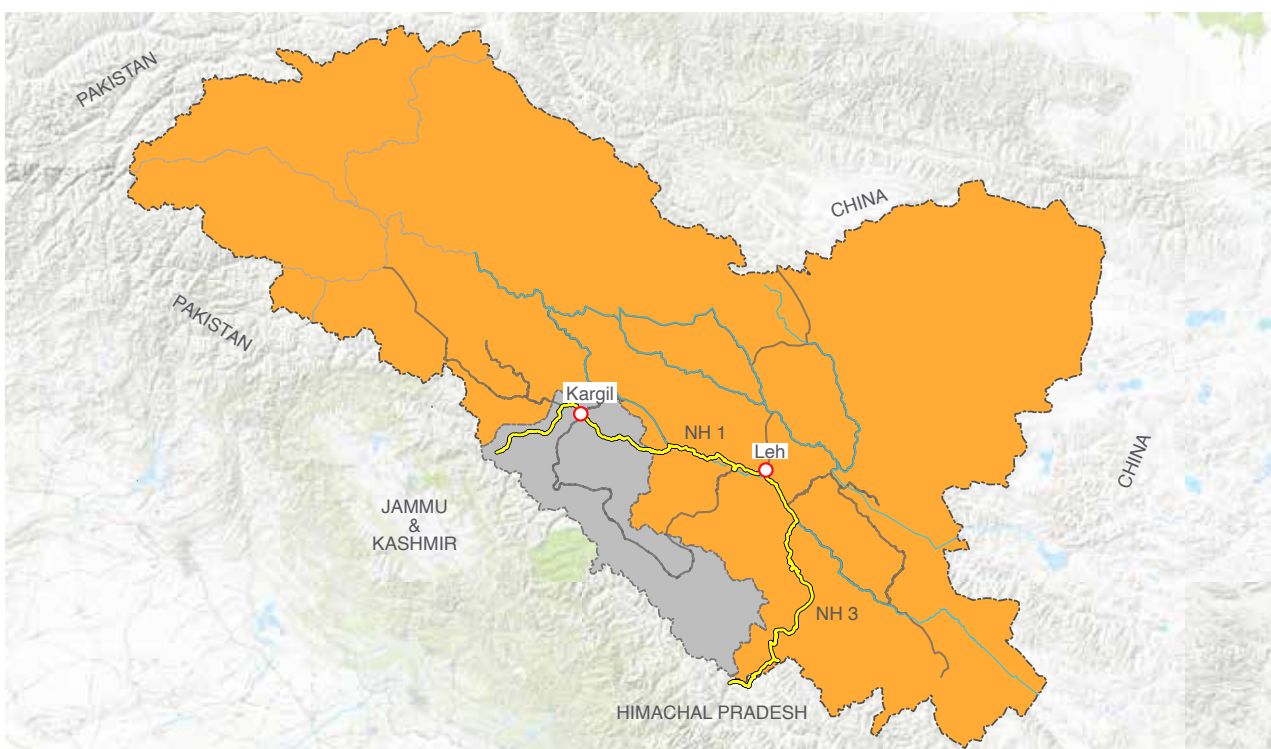 PAKISTAN
CHINA
PAKISTAN
Kargil
NH 1
Leh
CHINA
JAMMU
&
KASHMIR
NH 3
HIMACHAL PRADESH